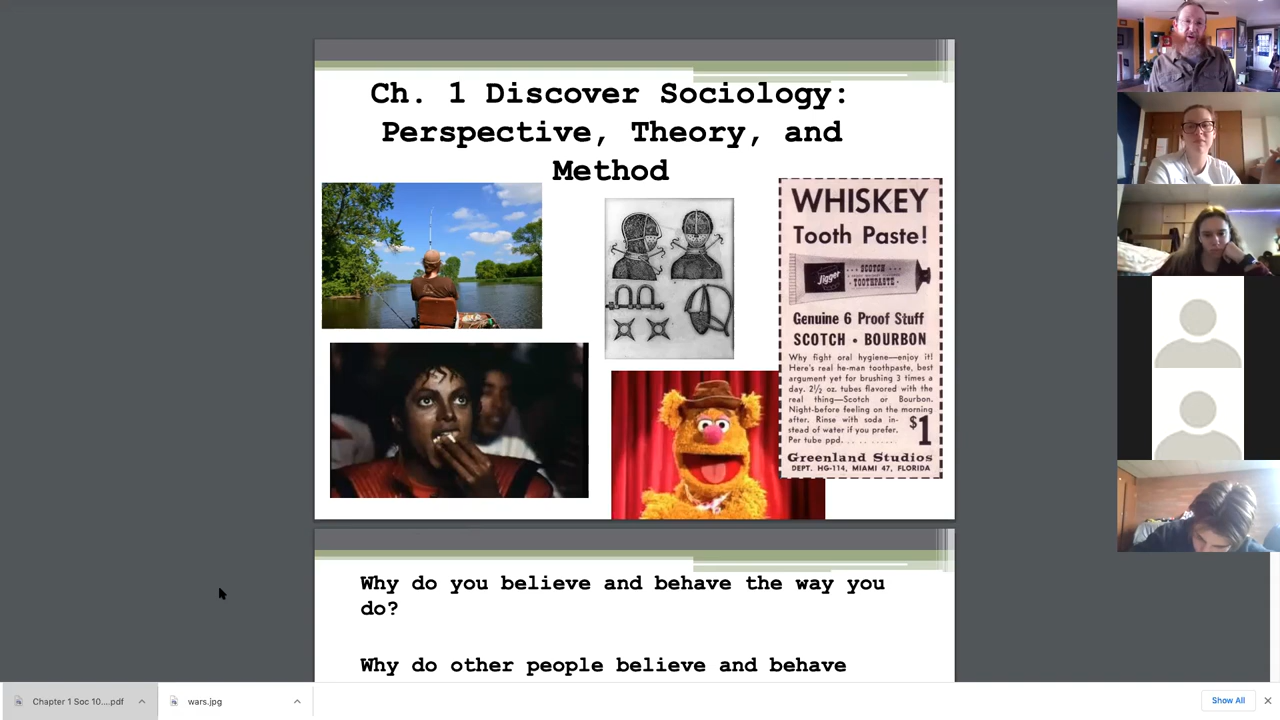 Ch. 1 Discover Sociology:
Perspective, Theory, and
Method
WHISKEY
Tooth Paste!
Jigger
SCOTCH
TOOTHPASTE
Genuine 6 Proof Stuff
SCOTCH • BOURBON
Why fight oral hygiene—enjoy it!
Here's real he-man toothpaste, best
argument yet for brushing 3 times a
day. 2½ oz. tubes flavored with the
real thing—Scotch or Bourbon.
Night-before feeling on the morning
after. Rinse with soda in-
stead of water if you prefer.
Per tube ppd. . . . . . . . . .
$1
Greenland Studios
DEPT. HG-114, MIAMI 47, FLORIDA
Why do you believe and behave the way you
do?
Why do other people believe and behave
Chapter 1 Soc 10....pdf
wars.jpg
Show All